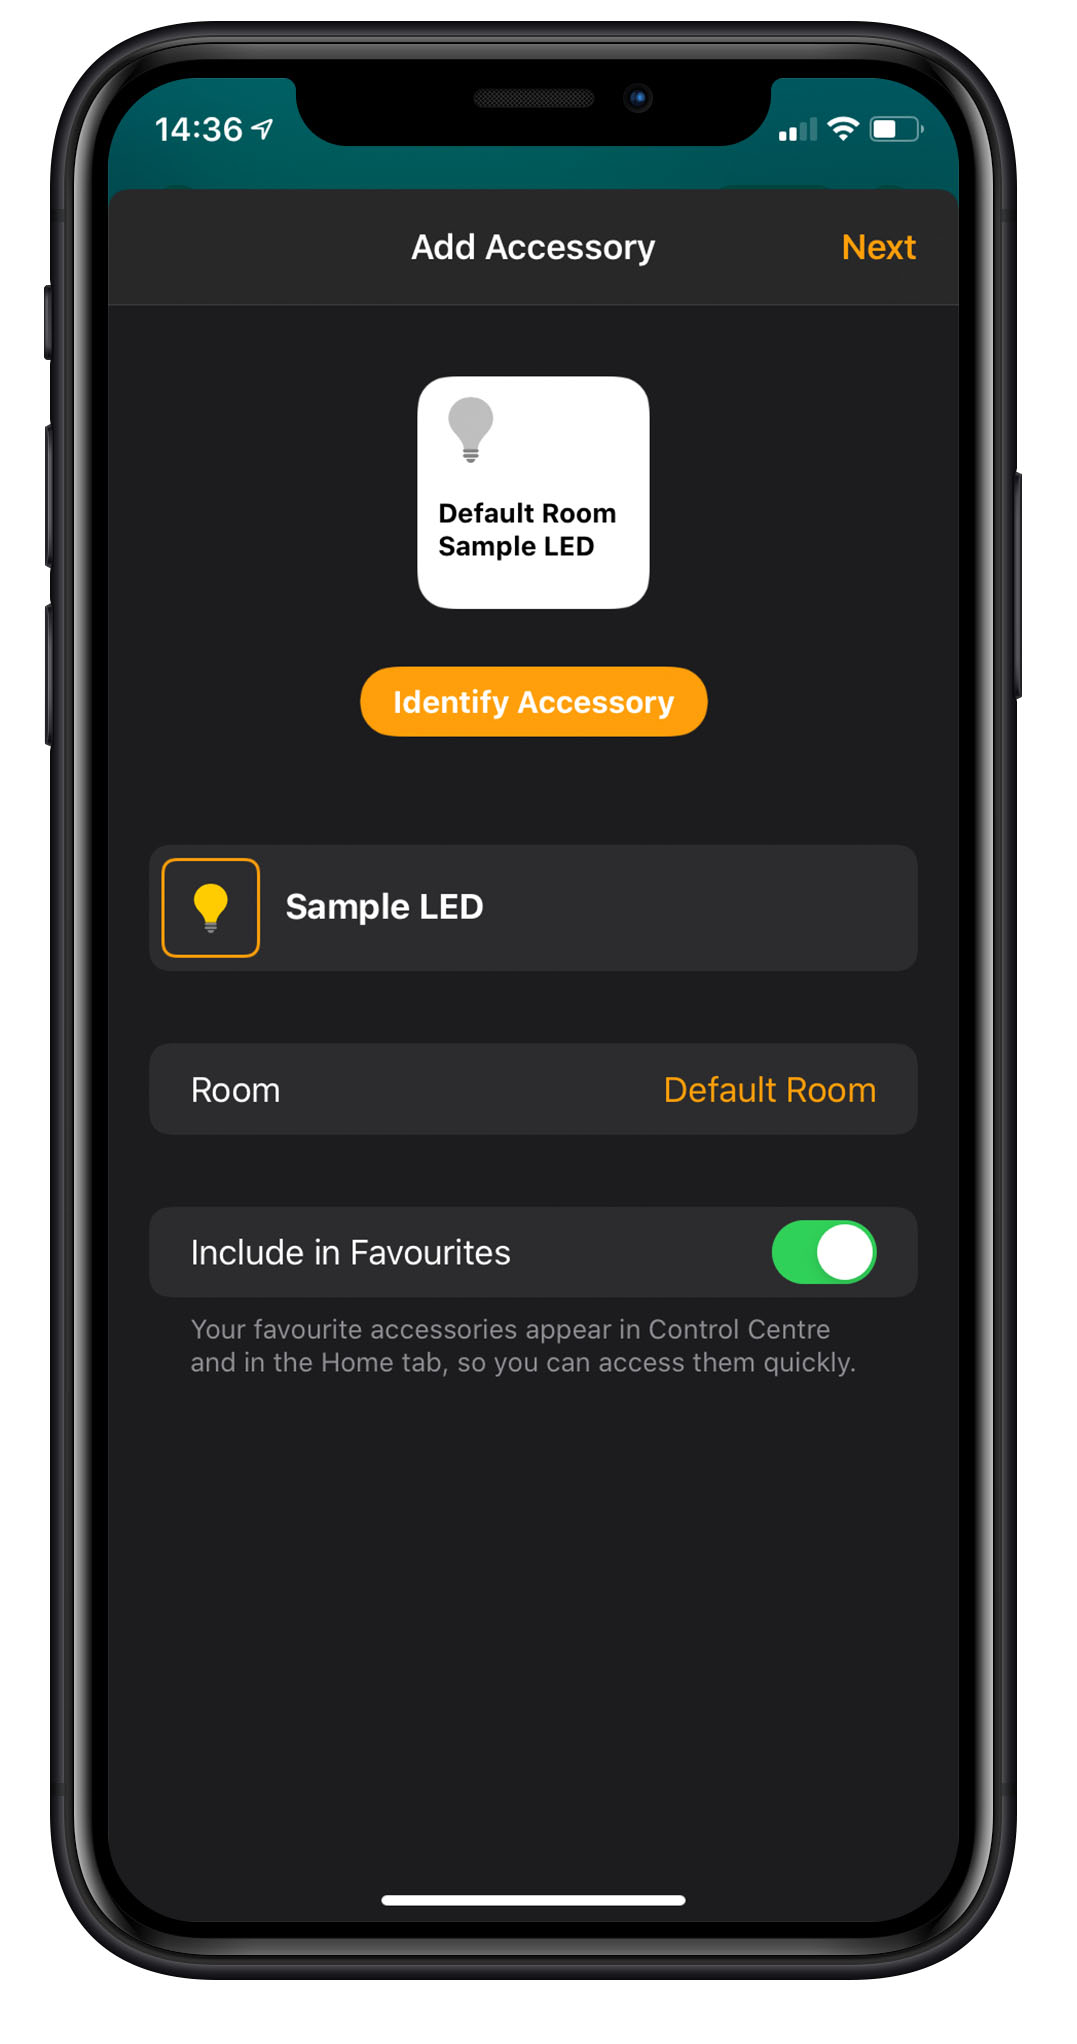 14:36
Add Accessory
Next
Default Room
Sample LED
Identify Accessory
Sample LED
Room
Default Room
Include in Favourites
Your favourite accessories appear in Control Centre
and in the Home tab, so you can access them quickly.